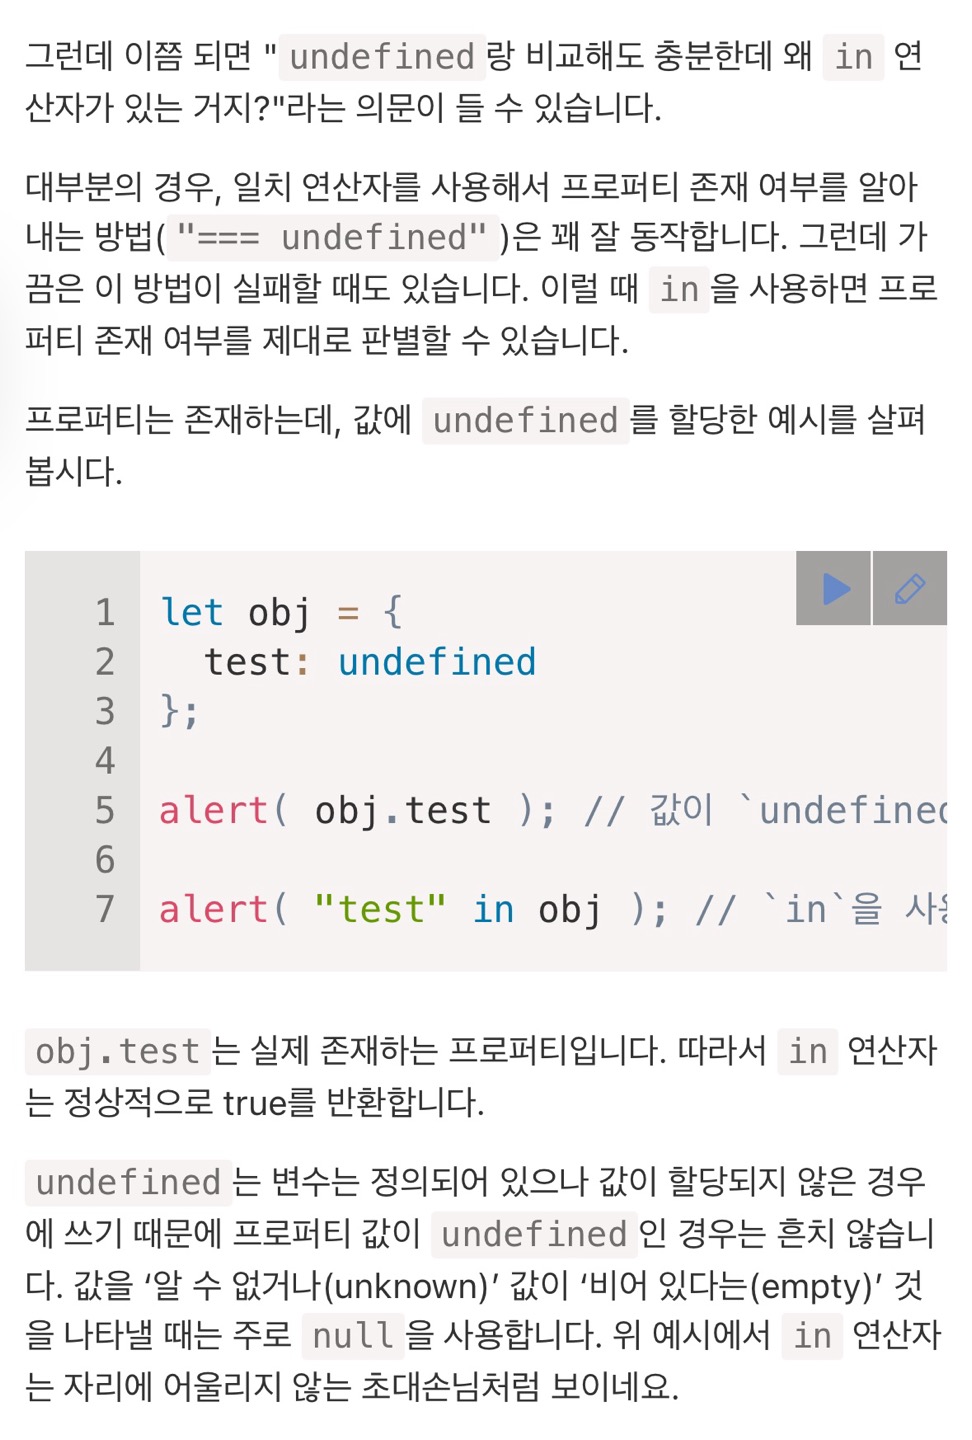 그런데 이쯤 되면 "undefined랑 비교해도 충분한데 왜 in 연
산자가 있는 거지?"라는 의문이 들 수 있습니다.
대부분의 경우, 일치 연산자를 사용해서 프로퍼티 존재 여부를 알아
내는 방법("=== undefined")은 꽤 잘 동작합니다. 그런데 가
끔은 이 방법이 실패할 때도 있습니다. 이럴 때 in을 사용하면 프로
퍼티 존재 여부를 제대로 판별할 수 있습니다.
프로퍼티는 존재하는데, 값에 undefined를 할당한 예시를 살펴
봅시다.
1 let obj = {
2   test: undefined
3 };
4
5 alert( obj.test ); // 값이 `undefined
6
7 alert( "test" in obj ); // `in`을 사용
obj.test는 실제 존재하는 프로퍼티입니다. 따라서 in 연산자
는 정상적으로 true를 반환합니다.
undefined는 변수는 정의되어 있으나 값이 할당되지 않은 경우
에 쓰기 때문에 프로퍼티 값이 undefined인 경우는 흔치 않습니
다. 값을 ‘알 수 없거나(unknown)’ 값이 ‘비어 있다는(empty)’ 것
을 나타낼 때는 주로 null을 사용합니다. 위 예시에서 in 연산자
는 자리에 어울리지 않는 초대손님처럼 보이네요.